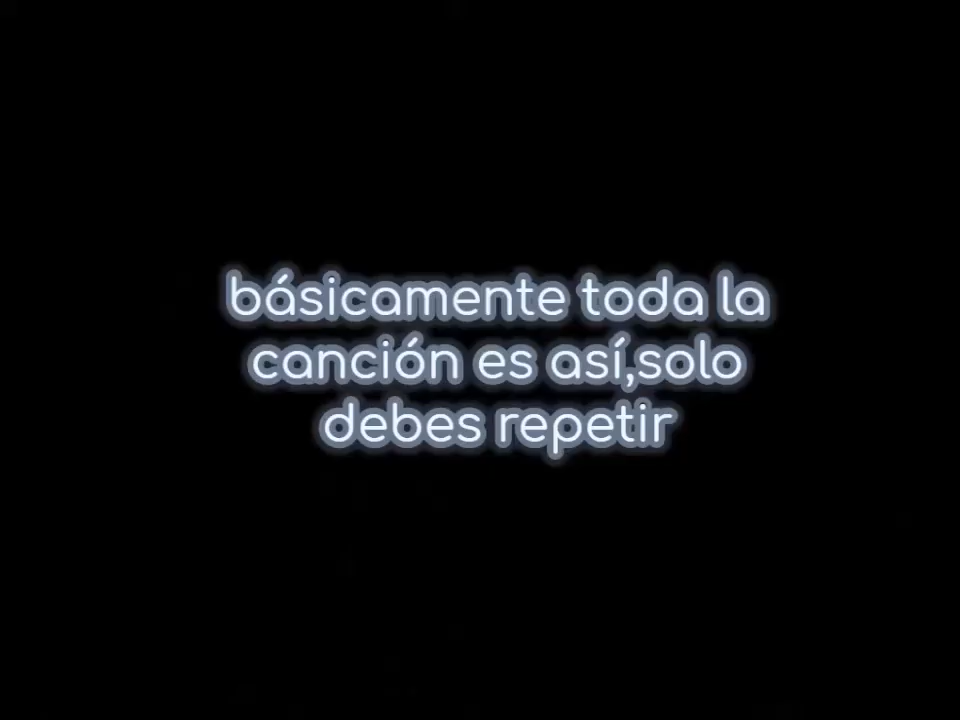 básicamente toda la
canción es así,solo
debes repetir